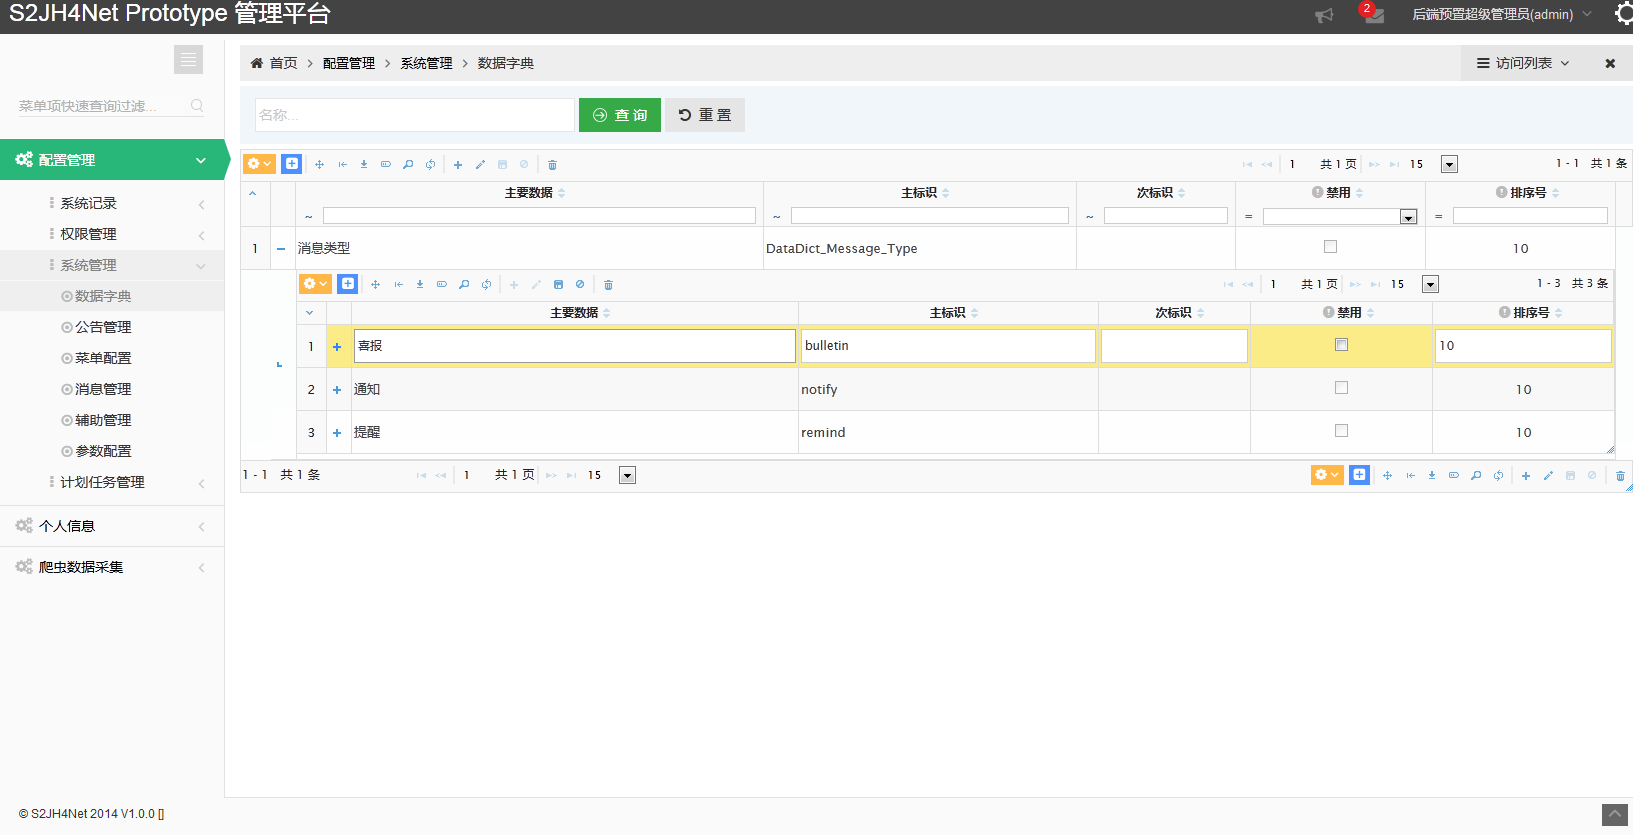 S2JH4Net Prototype 管理平台
2
后端预置超级管理员(admin)
菜单项快速查询过滤...
配置管理
系统记录
权限管理
系统管理
数据字典
公告管理
菜单配置
消息管理
辅助管理
参数配置
计划任务管理
个人信息
爬虫数据采集
首页 > 配置管理 > 系统管理 > 数据字典
访问列表
名称...
查 询
重 置
1 共 1 页 15
1 - 1 共 1 条
主要数据 主标识 次标识 禁用 排序号
~ ~ ~ = =
1 消息类型 DataDict_Message_Type 10
1 共 1 页 15
1 - 3 共 3 条
主要数据 主标识 次标识 禁用 排序号
1 喜报 bulletin 10
2 通知 notify 10
3 提醒 remind 10
1 - 1 共 1 条 1 共 1 页 15
© S2JH4Net 2014 V1.0.0 []